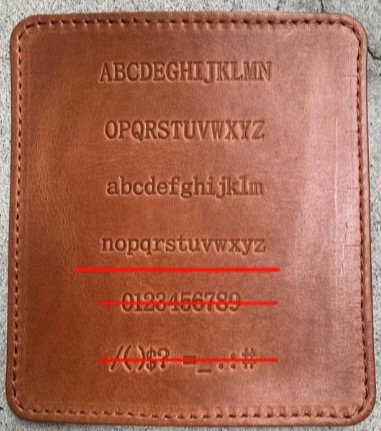 ABCDEGHIJKLMN
OPQRSTUVWXYZ
abcdefghijklm
nopqrstuvwxyz
0123456789
/()$? =_.:#